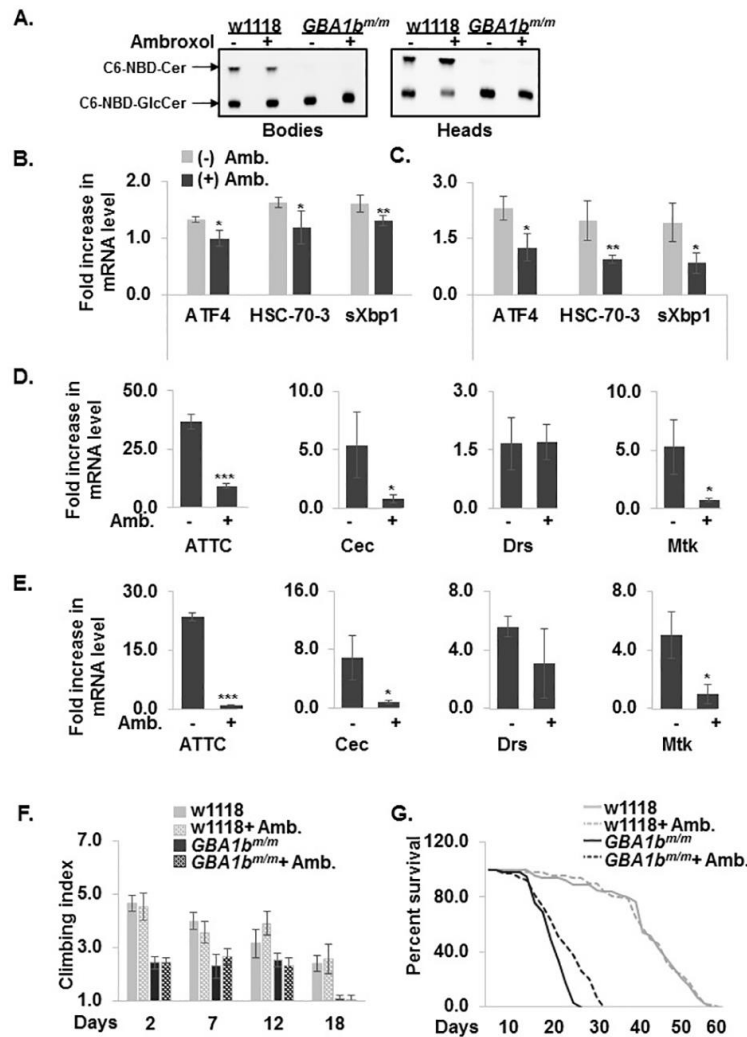 A.
w1118 GBA1b^m/m w1118 GBA1b^m/m
Ambroxol - + - + - + - +
C6-NBD-Cer
C6-NBD-GlcCer
Bodies Heads
B. C.
(-) Amb.
(+) Amb.
Fold increase in
mRNA level
2.0
1.0
0.0
* * **
ATF4 HSC-70-3 sXbp1
3.0
1.5
0.0
* ** *
ATF4 HSC-70-3 sXbp1
D.
Fold increase in
mRNA level
50.0
25.0
0.0
***
Amb. - +
ATTC
10.0
5.0
0.0
*
- +
Cec
3.0
1.5
0.0
- +
Drs
10.0
5.0
0.0
*
- +
Mtk
E.
Fold increase in
mRNA level
30.0
15.0
0.0
***
Amb. - +
ATTC
16.0
8.0
0.0
*
- +
Cec
8.0
4.0
0.0
- +
Drs
8.0
4.0
0.0
*
- +
Mtk
F.
w1118
w1118+ Amb.
GBA1b^m/m
GBA1b^m/m+ Amb.
Climbing index
7.0
5.0
3.0
1.0
Days 2 7 12 18
G.
w1118
w1118+ Amb.
GBA1b^m/m
GBA1b^m/m+ Amb.
Percent survival
120.0
80.0
40.0
0.0
Days 10 20 30 40 50 60